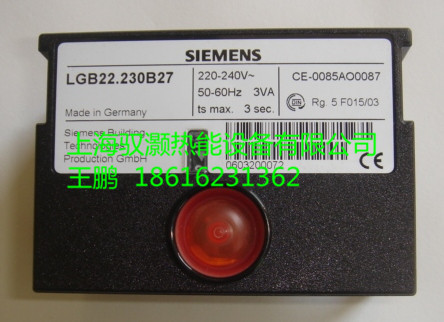 SIEMENS
LGB22.230B27
220-240V~
CE-0085AO0087
50-60Hz 3VA
ts max. 3 sec.
Rg. 5 F015/03
Made in Germany
Siemens Building
Technologies
Production GmbH
0603200072
CE
上海驭灏热能设备有限公司
王鹏 18616231362